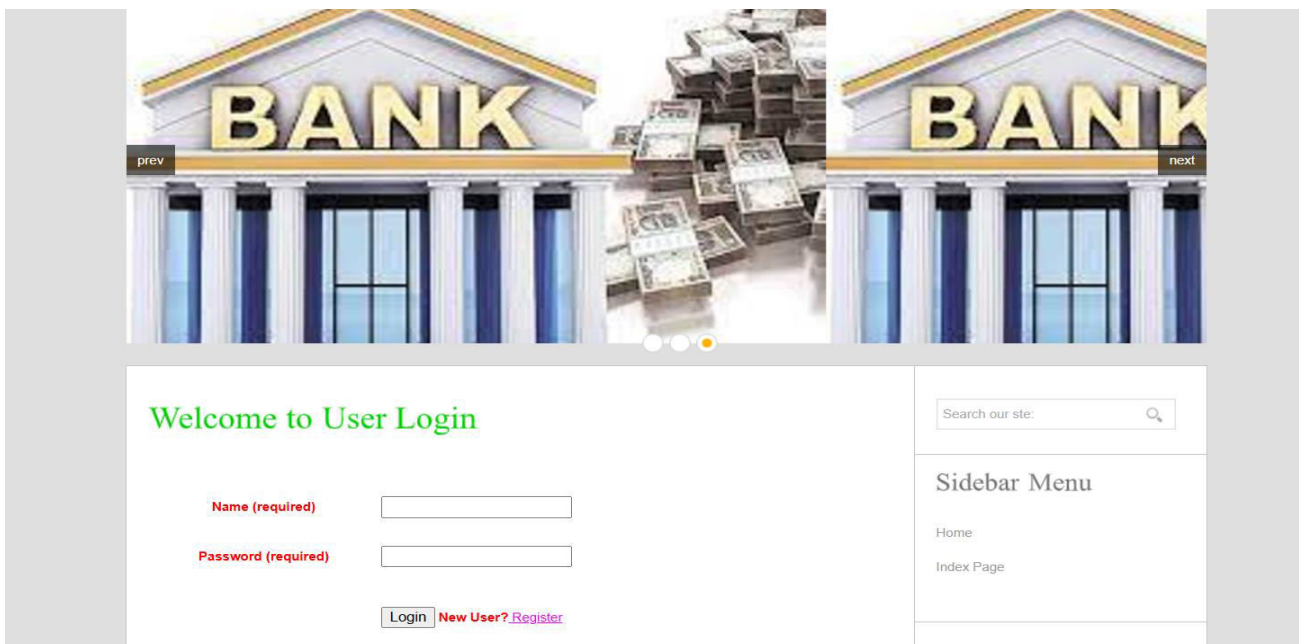 BANK
BANK
prev
next
Welcome to User Login
Search our ste:
Sidebar Menu
Name (required)
Home
Password (required)
Index Page
Login New User? Register